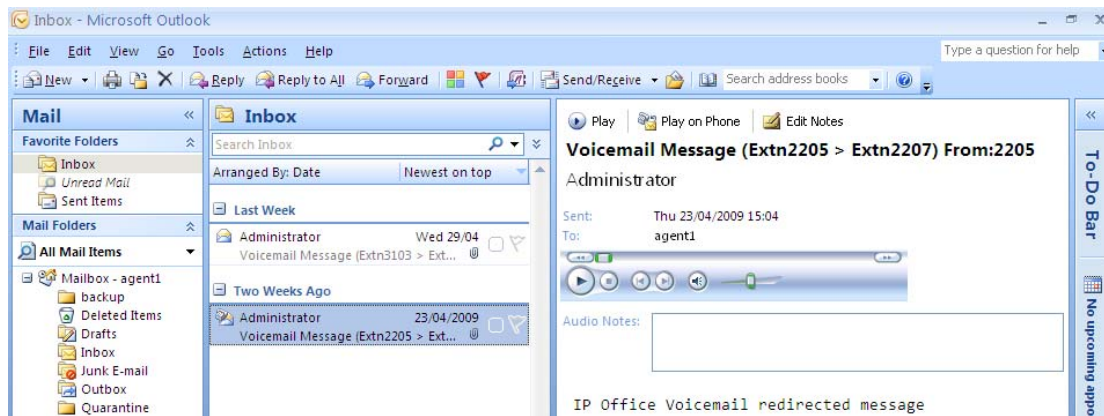 Inbox - Microsoft Outlook
File Edit View Go Tools Actions Help
Type a question for help
New Reply Reply to All Forward Send/Receive Search address books
Mail
Favorite Folders
Inbox
Unread Mail
Sent Items
Mail Folders
All Mail Items
Mailbox - agent1
backup
Deleted Items
Drafts
Inbox
Junk E-mail
Outbox
Quarantine
Inbox
Search Inbox
Arranged By: Date Newest on top
Last Week
Administrator Wed 29/04
Voicemail Message (Extn3103 > Ext...
Two Weeks Ago
Administrator 23/04/2009
Voicemail Message (Extn2205 > Ext...
Play Play on Phone Edit Notes
Voicemail Message (Extn2205 > Extn2207) From:2205
Administrator
Sent: Thu 23/04/2009 15:04
To: agent1
Audio Notes:
IP Office Voicemail redirected message
To-Do Bar
No upcoming appo